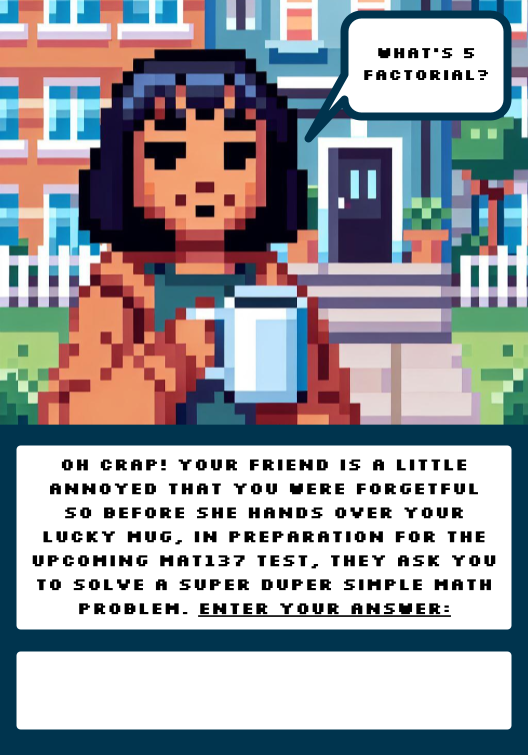 WHAT'S 5
FACTORIAL?
OH CRAP! YOUR FRIEND IS A LITTLE
ANNOYED THAT YOU WERE FORGETFUL
SO BEFORE SHE HANDS OVER YOUR
LUCKY MUG, IN PREPARATION FOR THE
UPCOMING MAT137 TEST, THEY ASK YOU
TO SOLVE A SUPER DUPER SIMPLE MATH
PROBLEM. ENTER YOUR ANSWER: